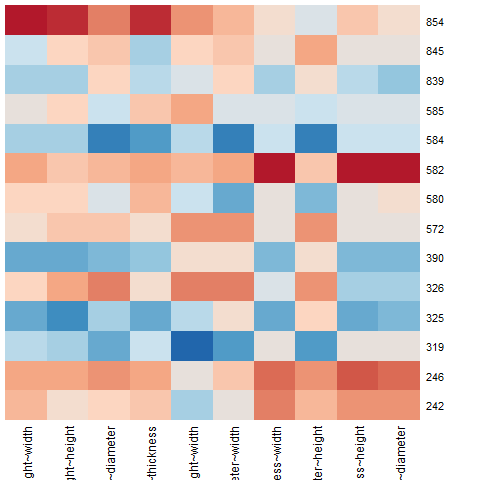 854
845
839
585
584
582
580
572
390
326
325
319
246
242
ght~width
ght~height
~diameter
~thickness
ght~width
eter~width
ess~width
ter~height
ss~height
~diameter